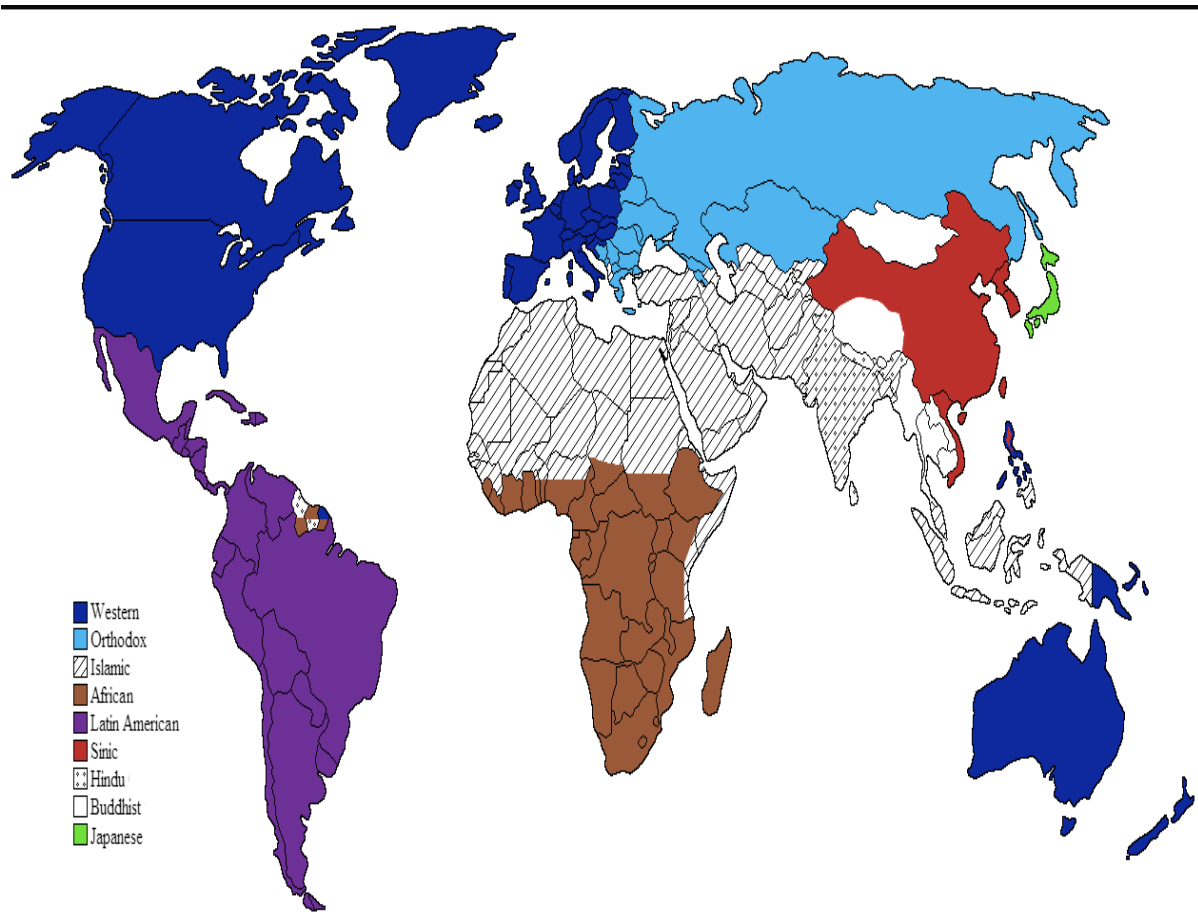 Western
Orthodox
Islamic
African
Latin American
Sinic
Hindu
Buddhist
Japanese